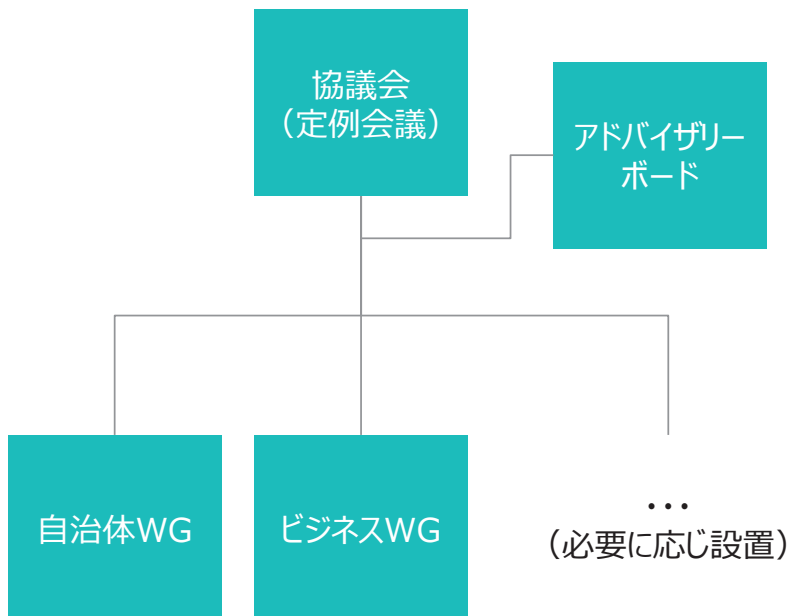 協議会
（定例会議）
アドバイザリー
ボード
自治体WG
ビジネスWG
…
（必要に応じ設置）